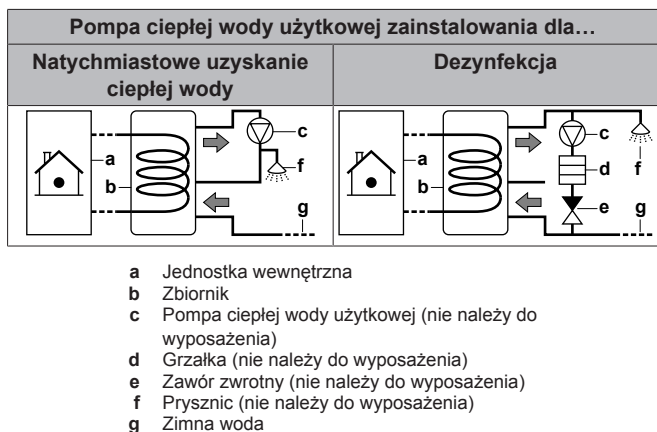 Pompa ciepłej wody użytkowej zainstalowania dla…
Natychmiastowe uzyskanie
ciepłej wody
Dezynfekcja
a
b
c
f
g
a
b
c
d
e
f
g
a Jednostka wewnętrzna
b Zbiornik
c Pompa ciepłej wody użytkowej (nie należy do
wyposażenia)
d Grzałka (nie należy do wyposażenia)
e Zawór zwrotny (nie należy do wyposażenia)
f Prysznic (nie należy do wyposażenia)
g Zimna woda